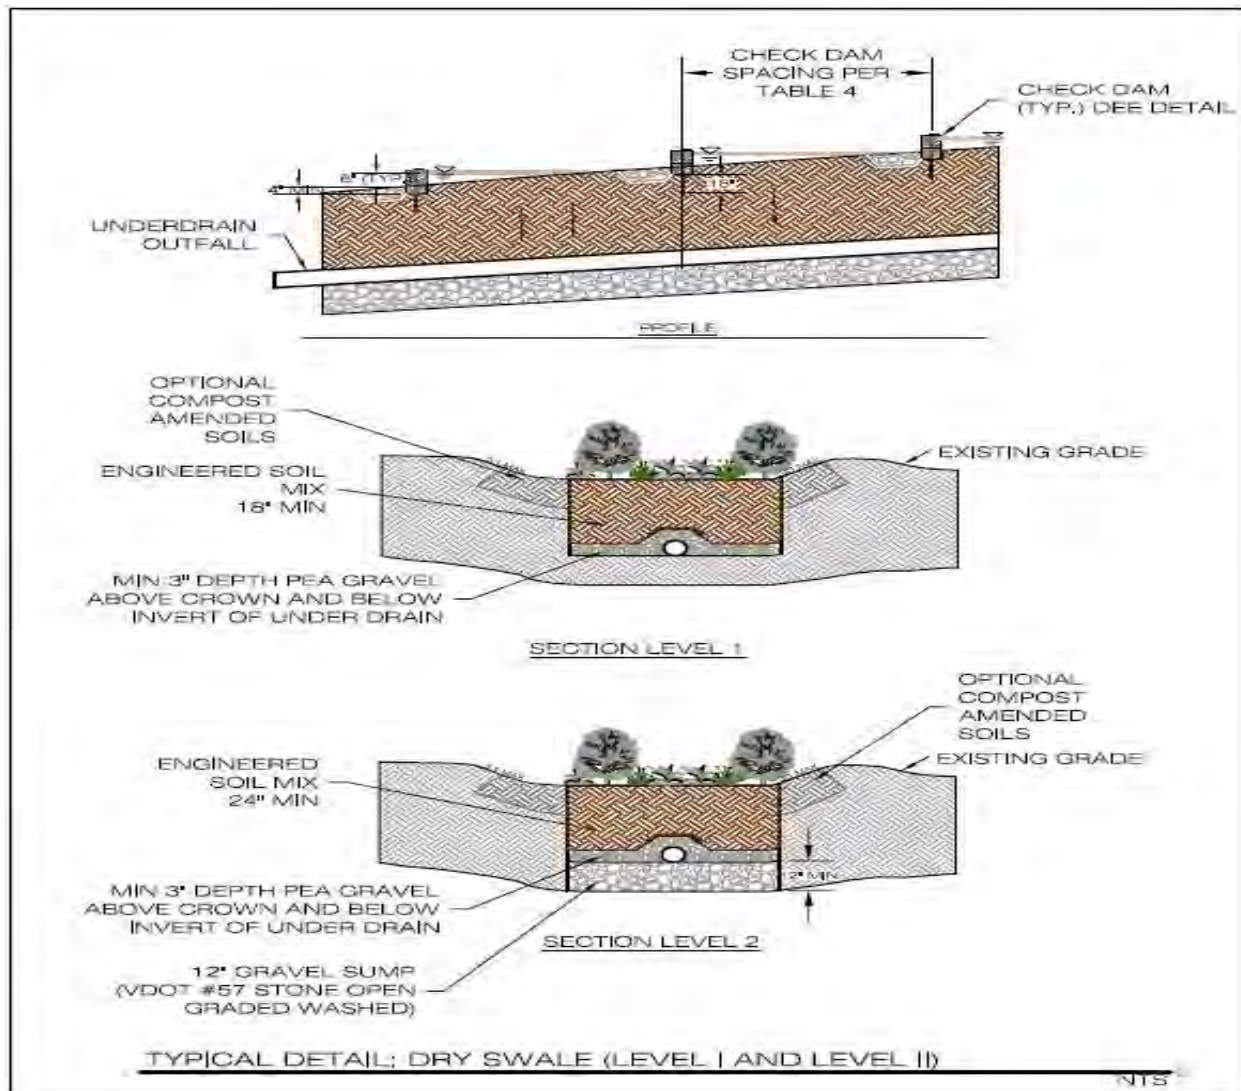 CHECK DAM
SPACING PER
TABLE 4
CHECK DAM
(TYP.) DEE DETAIL
18"
UNDERDRAIN
OUTFALL
PROFILE
OPTIONAL
COMPOST
AMENDED
SOILS
ENGINEERED SOIL
MIX
18" MIN
EXISTING GRADE
MIN 3" DEPTH PEA GRAVEL
ABOVE CROWN AND BELOW
INVERT OF UNDER DRAIN
SECTION LEVEL 1
OPTIONAL
COMPOST
AMENDED
SOILS
EXISTING GRADE
ENGINEERED
SOIL MIX
24" MIN
12" MIN
MIN 3" DEPTH PEA GRAVEL
ABOVE CROWN AND BELOW
INVERT OF UNDER DRAIN
SECTION LEVEL 2
12" GRAVEL SUMP
(VDOT #57 STONE OPEN
GRADED WASHED)
TYPICAL DETAIL: DRY SWALE (LEVEL I AND LEVEL II)
NTS